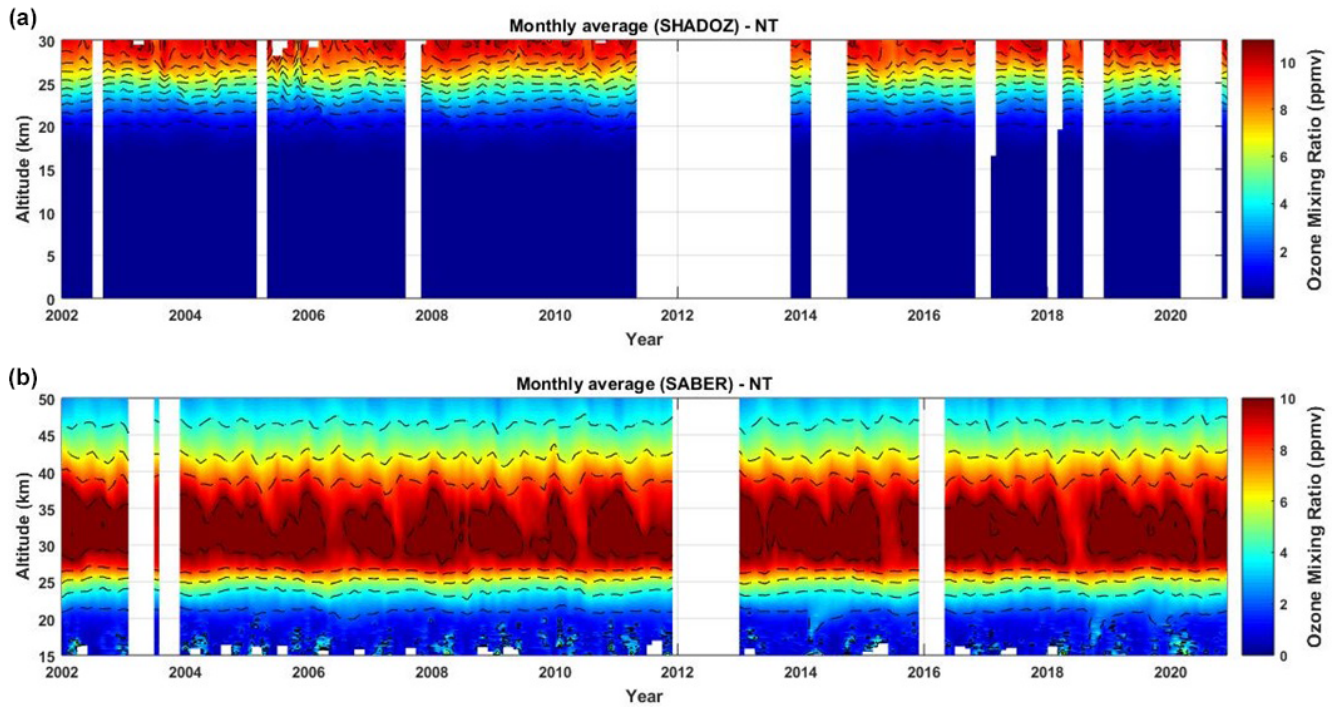 (a)
Monthly average (SHADOZ) - NT
30
25
20
15
10
5
0
Altitude (km)
2002 2004 2006 2008 2010 2012 2014 2016 2018 2020
Year
10
8
6
4
2
Ozone Mixing Ratio (ppmv)
(b)
Monthly average (SABER) - NT
50
45
40
35
30
25
20
15
Altitude (km)
2002 2004 2006 2008 2010 2012 2014 2016 2018 2020
Year
10
8
6
4
2
0
Ozone Mixing Ratio (ppmv)